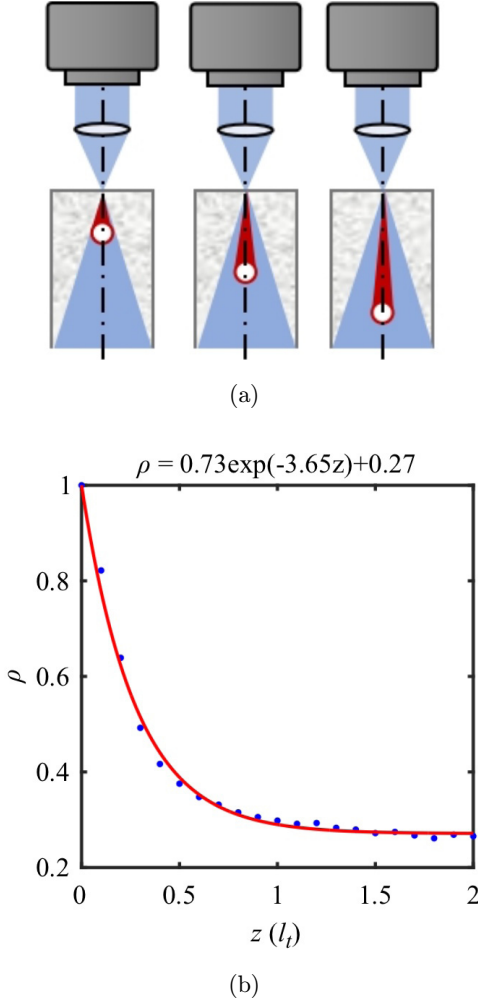 (a)
ρ = 0.73exp(-3.65z)+0.27
1
0.8
0.6
0.4
0.2
ρ
0 0.5 1 1.5 2
z (l_t)
(b)